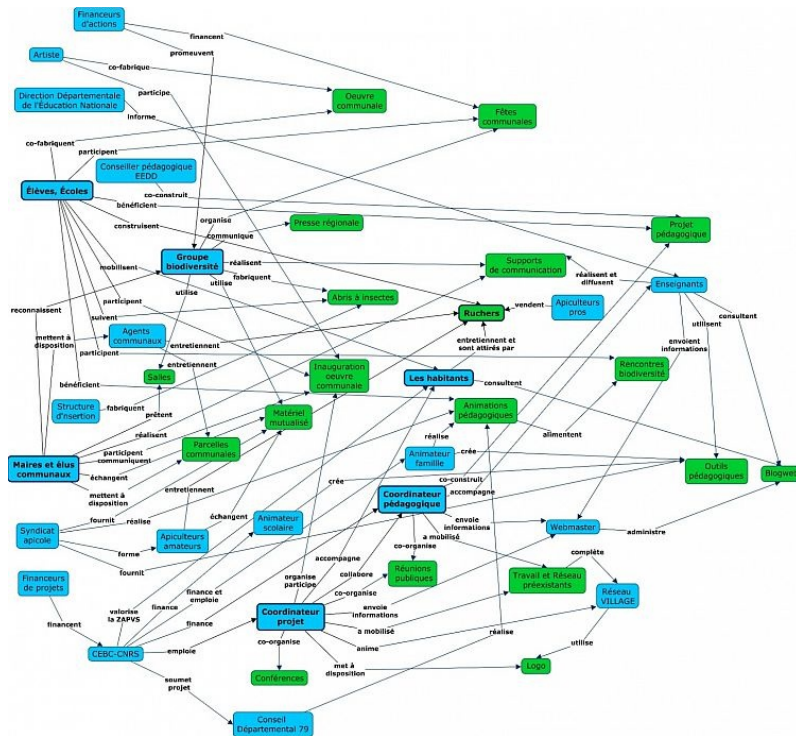 Financeurs
d'actions
financent
promeuvent
Artiste
co-fabrique
Oeuvre
communale
participe
Direction Départementale
de l'Éducation Nationale
informe
Fêtes
communales
co-fabriquent
participent
Conseiller pédagogique
EEDD
co-construit
Élèves, Écoles
bénéficient
construisent
organise
communique
Presse régionale
Projet
pédagogique
Groupe
biodiversité
mobilisent
réalisent
fabriquent
utilise
utilise
Supports
de communication
réalisent et
diffusent
Enseignants
reconnaissent
participent
suivent
Abris à insectes
Ruchers
vendent
Apiculteurs
pros
mettent à
disposition
Agents
communaux
entretiennent
entretiennent
participent
entretiennent et
sont attirés par
utilisent
consultent
envoient
informations
Salles
Inauguration
oeuvre
communale
Les habitants
consultent
Rencontres
biodiversité
bénéficient
Structure
d'nsertion
fabriquent
prêtent
Matériel
mutualisé
Animations
pédagogiques
alimentent
réalisent
participent
communiquent
Parcelles
communales
réalise
Animateur
familile
crée
Maires et élus
communaux
échangent
mettent à
disposition
entretiennent
crée
co-construit
accompagne
Outils
pédagogiques
Blogweb
Coordinateur
pédagogique
fournit
réalise
échangent
Animateur
scolaire
envoie
informations
Webmaster
administre
Syndicat
apicole
forme
fournit
Apiculteurs
amateurs
a mobilisé
co-organise
accompagne
collabore
complète
Financeurs
de projets
financent
valorise
la ZAPVS
finance
finance et
emploie
finance
organise
participe
co-organise
Réunions
publiques
Travail et Réseau
préexistants
Réseau
VILLAGE
Coordinateur
projet
envoie
informations
a mobilisé
anime
réalise
utilise
CEBC-CNRS
emploie
co-organise
met à
disposition
Logo
Conférences
soumet
projet
Conseil
Départemental 79